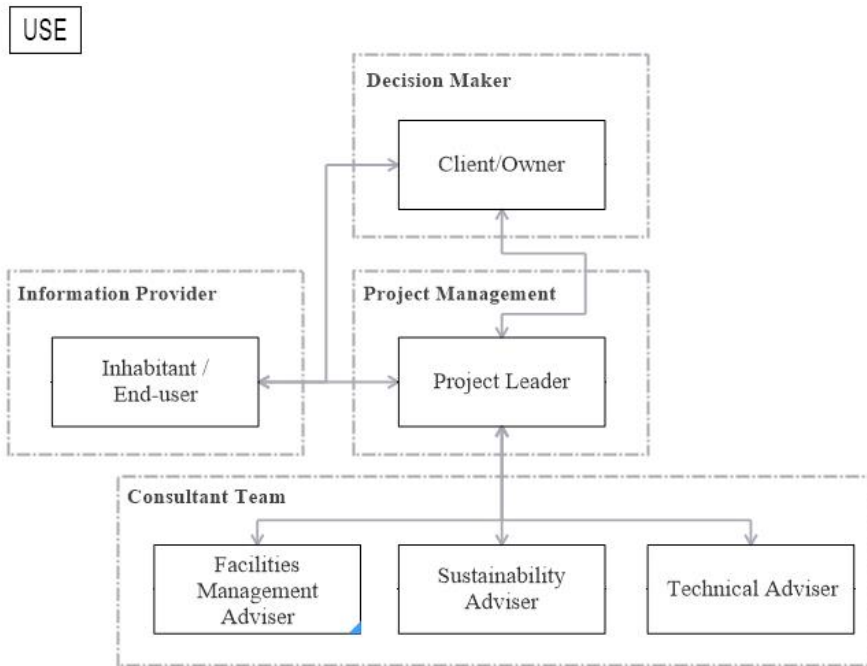 USE
Decision Maker
Client/Owner
Information Provider
Project Management
Inhabitant /
End-user
Project Leader
Consultant Team
Facilities
Management
Adviser
Sustainability
Adviser
Technical Adviser